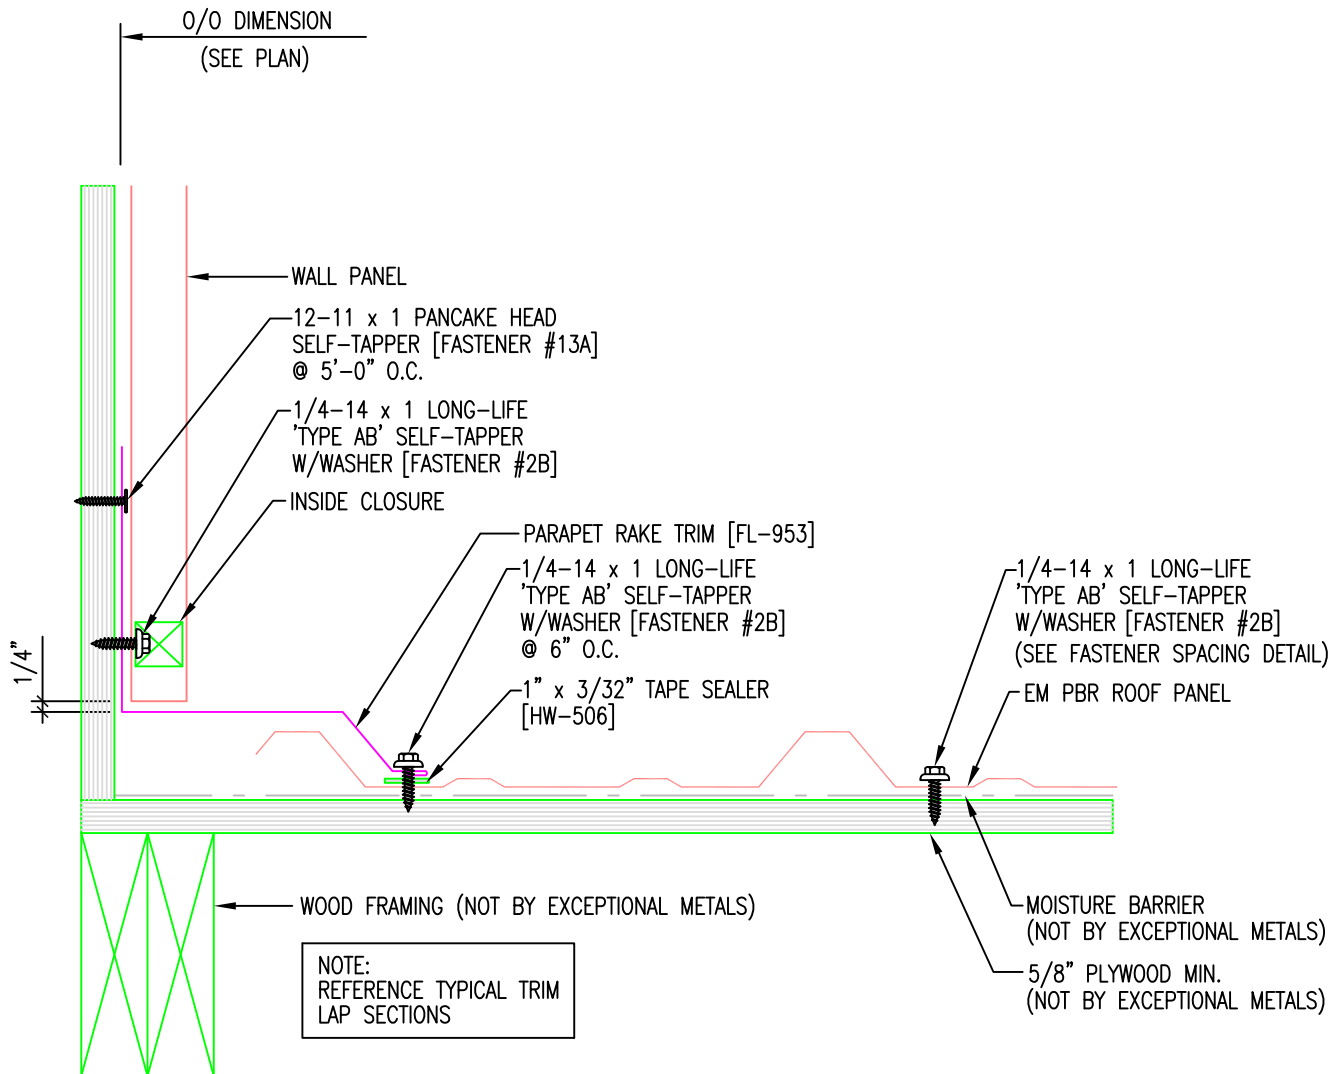 O/O DIMENSION
(SEE PLAN)
WALL PANEL
12-11 x 1 PANCAKE HEAD
SELF-TAPPER [FASTENER #13A]
@ 5'-0" O.C.
1/4-14 x 1 LONG-LIFE
'TYPE AB' SELF-TAPPER
W/WASHER [FASTENER #2B]
INSIDE CLOSURE
PARAPET RAKE TRIM [FL-953]
1/4-14 x 1 LONG-LIFE
'TYPE AB' SELF-TAPPER
W/WASHER [FASTENER #2B]
@ 6" O.C.
1" x 3/32" TAPE SEALER
[HW-506]
1/4-14 x 1 LONG-LIFE
'TYPE AB' SELF-TAPPER
W/WASHER [FASTENER #2B]
(SEE FASTENER SPACING DETAIL)
EM PBR ROOF PANEL
1/4"
WOOD FRAMING (NOT BY EXCEPTIONAL METALS)
MOISTURE BARRIER
(NOT BY EXCEPTIONAL METALS)
5/8" PLYWOOD MIN.
(NOT BY EXCEPTIONAL METALS)
NOTE:
REFERENCE TYPICAL TRIM
LAP SECTIONS